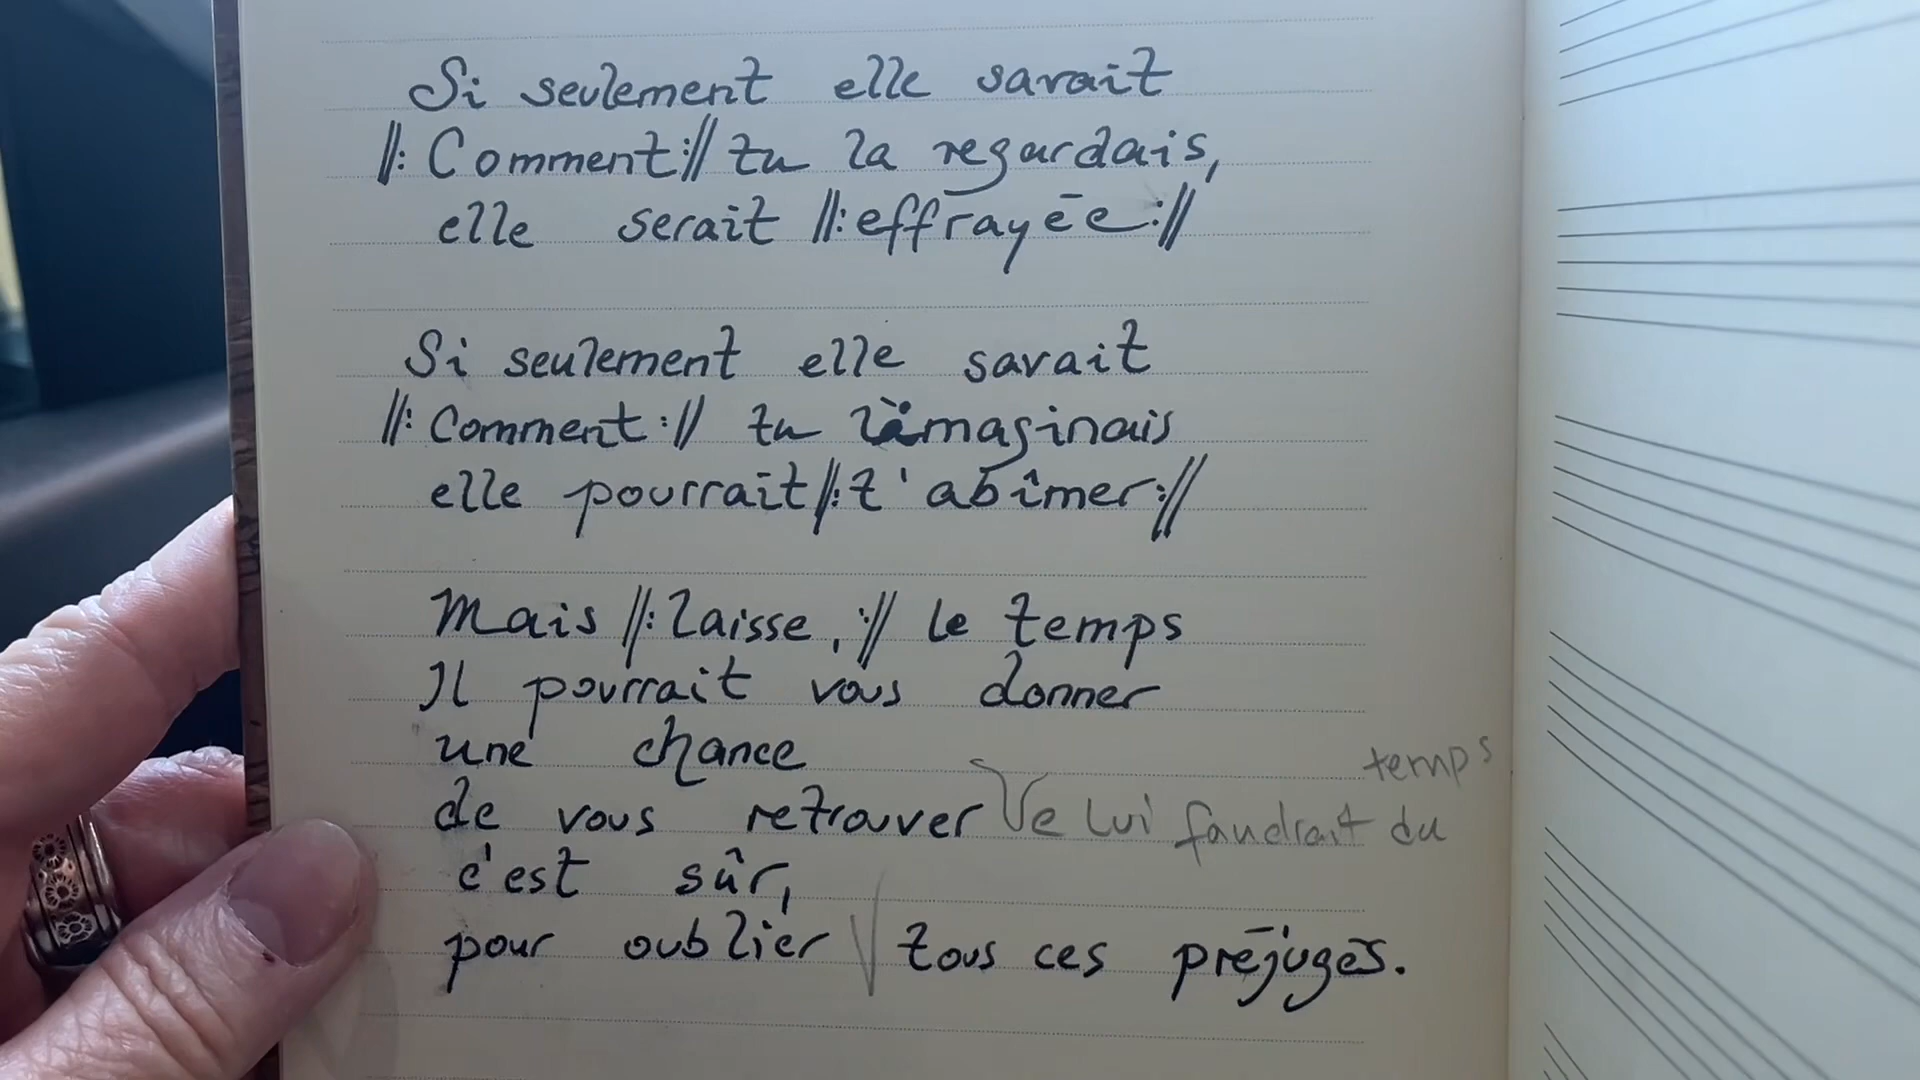 Si seulement elle savait
||: Comment :|| tu la regardais,
elle serait ||: effrayée :||
Si seulement elle savait
||: Comment :|| tu l'imaginais
elle pourrait ||: t'abîmer :||
Mais ||: laisse, :|| le temps
Il pourrait vous donner
une chance
de vous retrouver
temps
Ve lui faudrait du
c'est sûr,
pour oublier tous ces préjugés.